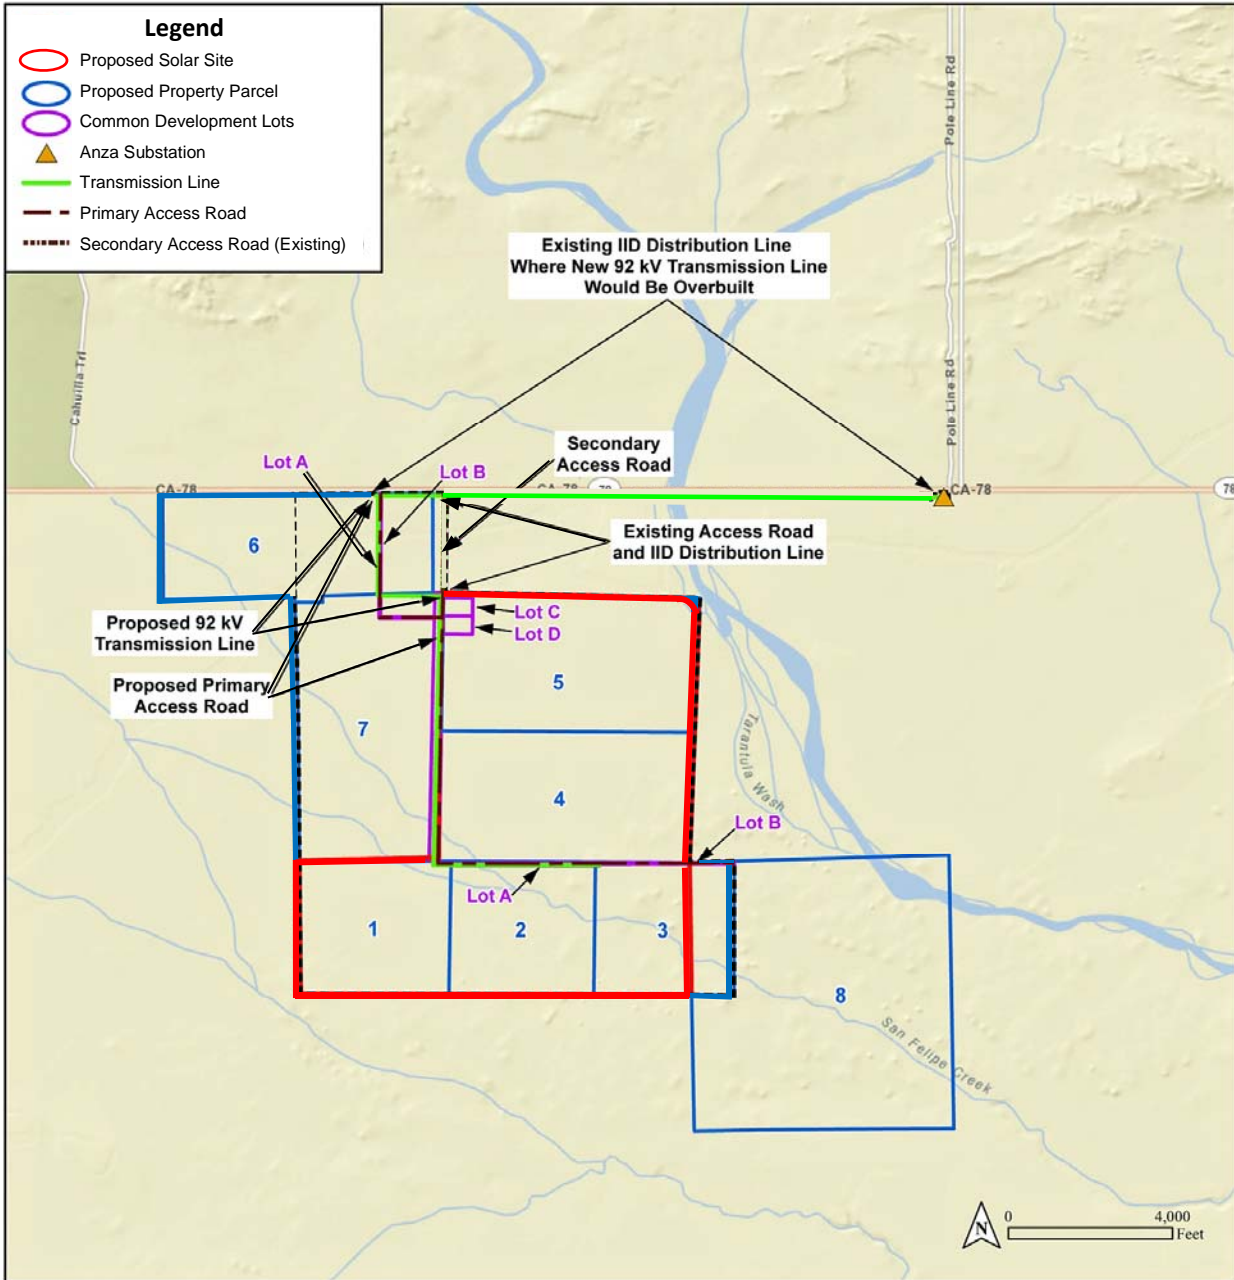 Legend
Proposed Solar Site
Proposed Property Parcel
Common Development Lots
Anza Substation
Transmission Line
Primary Access Road
Secondary Access Road (Existing)
Pole Line Rd
Existing IID Distribution Line
Where New 92 kV Transmission Line
Would Be Overbuilt
Cahuilla Trl
Pole Line Rd
Secondary
Access Road
Lot A
Lot B
CA-78
CA-78
78
CA-78
78
6
Existing Access Road
and IID Distribution Line
Proposed 92 kV
Transmission Line
Lot C
Lot D
Proposed Primary
Access Road
5
7
Tarantula Wash
4
Lot B
Lot A
1
2
3
8
San Felipe Creek
N
0
4,000
Feet